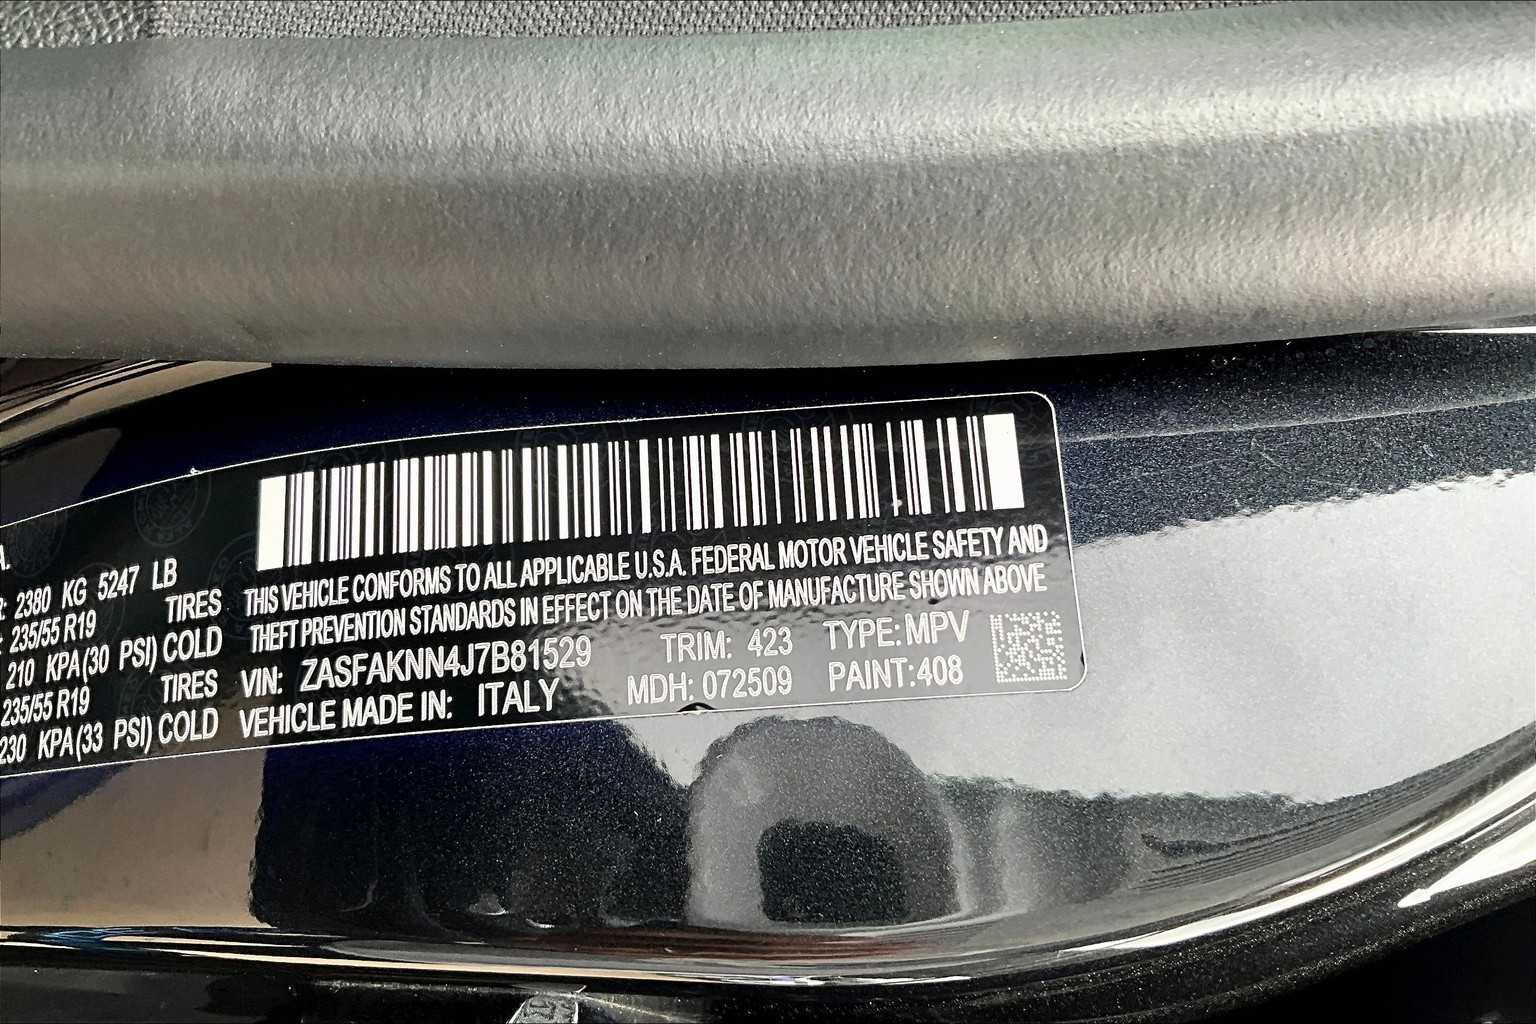 A.
R: 2380 KG 5247 LB
: 235/55 R19 TIRES
210 KPA(30 PSI) COLD
235/55 R19 TIRES
230 KPA(33 PSI) COLD
THIS VEHICLE CONFORMS TO ALL APPLICABLE U.S.A. FEDERAL MOTOR VEHICLE SAFETY AND
THEFT PREVENTION STANDARDS IN EFFECT ON THE DATE OF MANUFACTURE SHOWN ABOVE
VIN: ZASFAKNN4J7B81529 TRIM: 423 TYPE: MPV
VEHICLE MADE IN: ITALY MDH: 072509 PAINT: 408